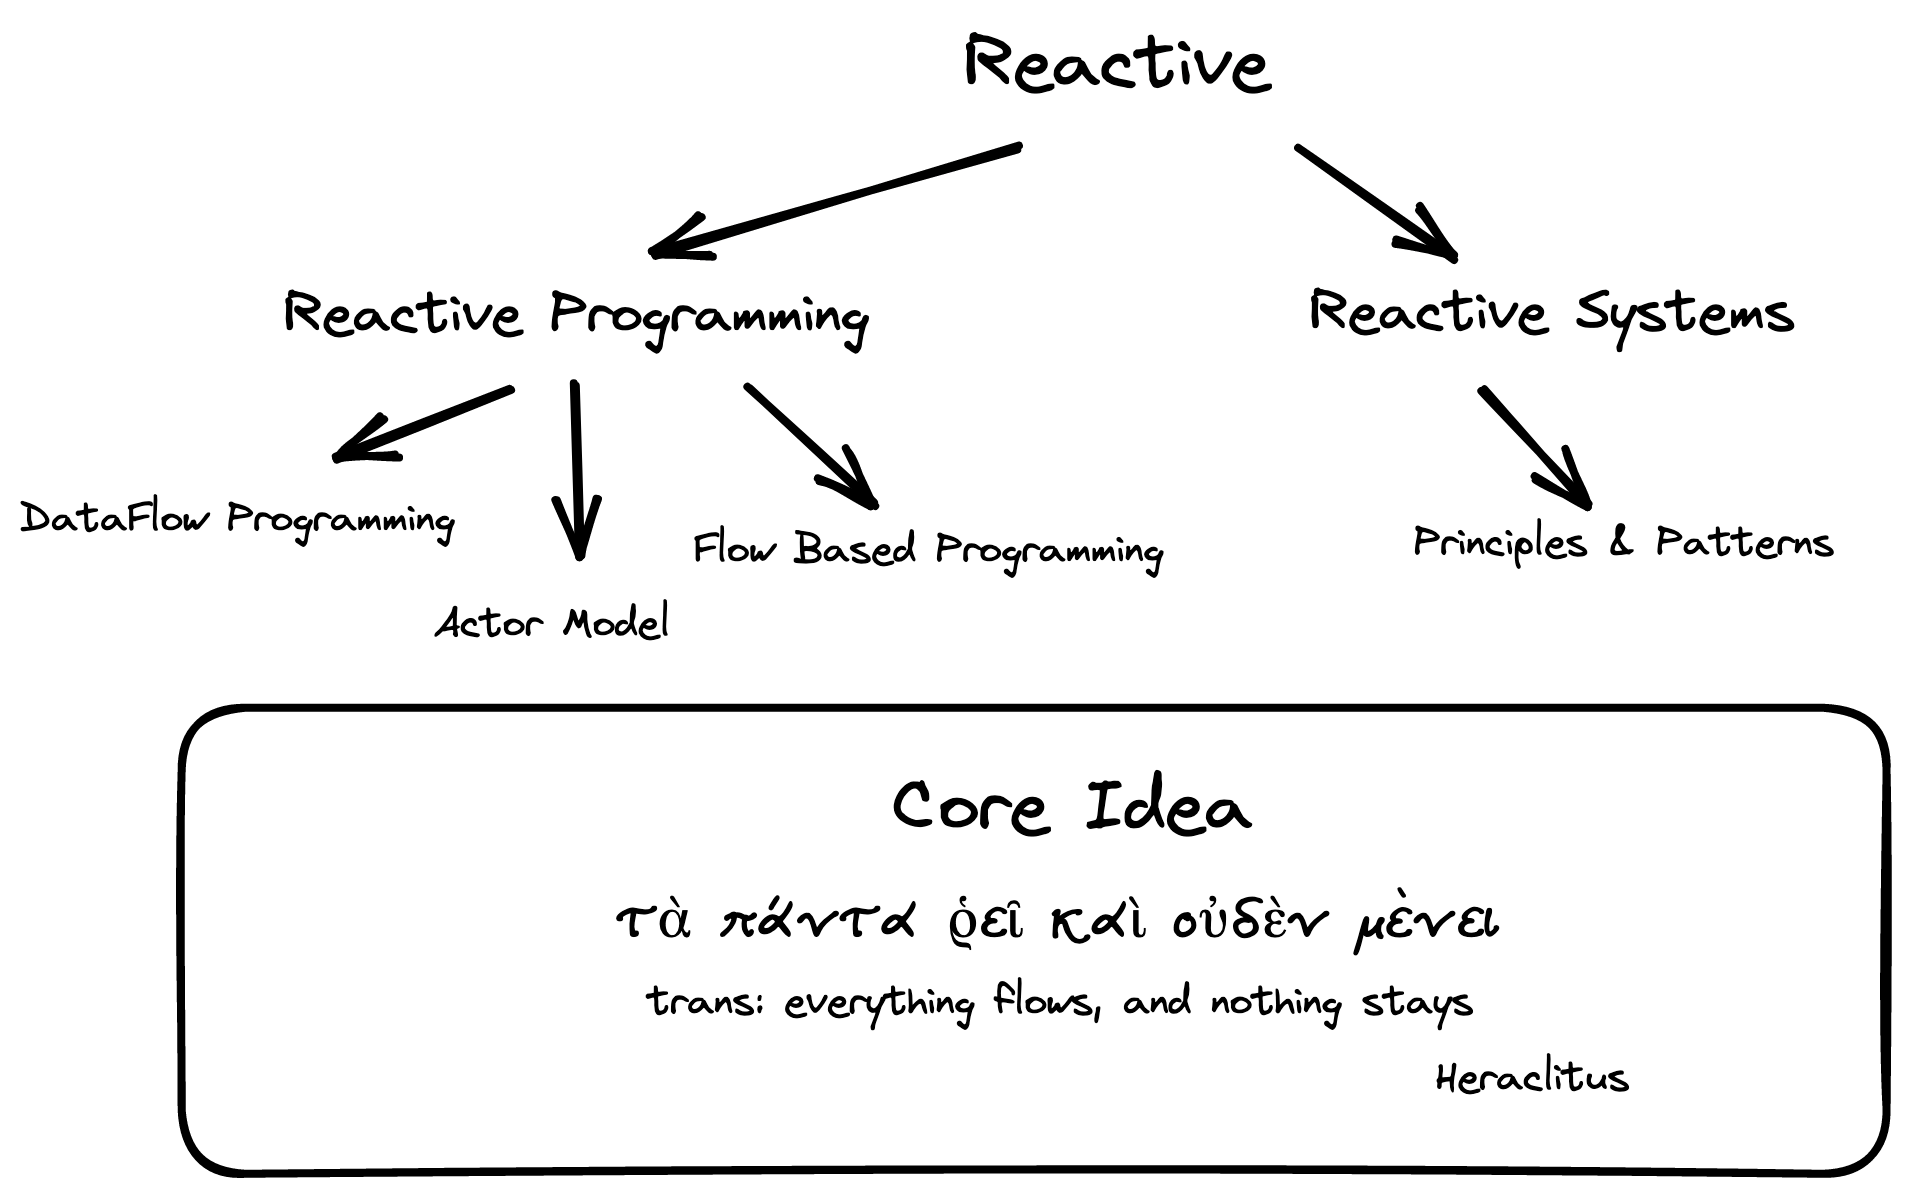 Reactive
Reactive Programming
Reactive Systems
DataFlow Programming
Actor Model
Flow Based Programming
Principles & Patterns
Core Idea
τὰ πάντα ῥεῖ καὶ οὐδὲν μὲνει
trans: everything flows, and nothing stays
Heraclitus